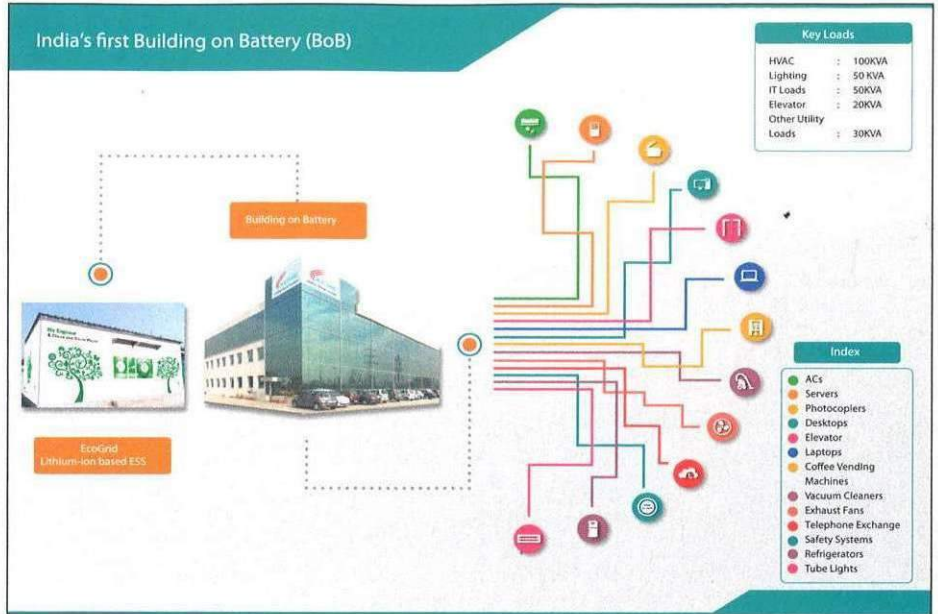 India's first Building on Battery (BoB)
Key Loads
HVAC : 100KVA
Lighting : 50 KVA
IT Loads : 50KVA
Elevator : 20KVA
Other Utility
Loads : 30KVA
Building on Battery
EcoGrid
Lithium-ion based ESS
Index
ACs
Servers
Photocopiers
Desktops
Elevator
Laptops
Coffee Vending
Machines
Vacuum Cleaners
Exhaust Fans
Telephone Exchange
Safety Systems
Refrigerators
Tube Lights